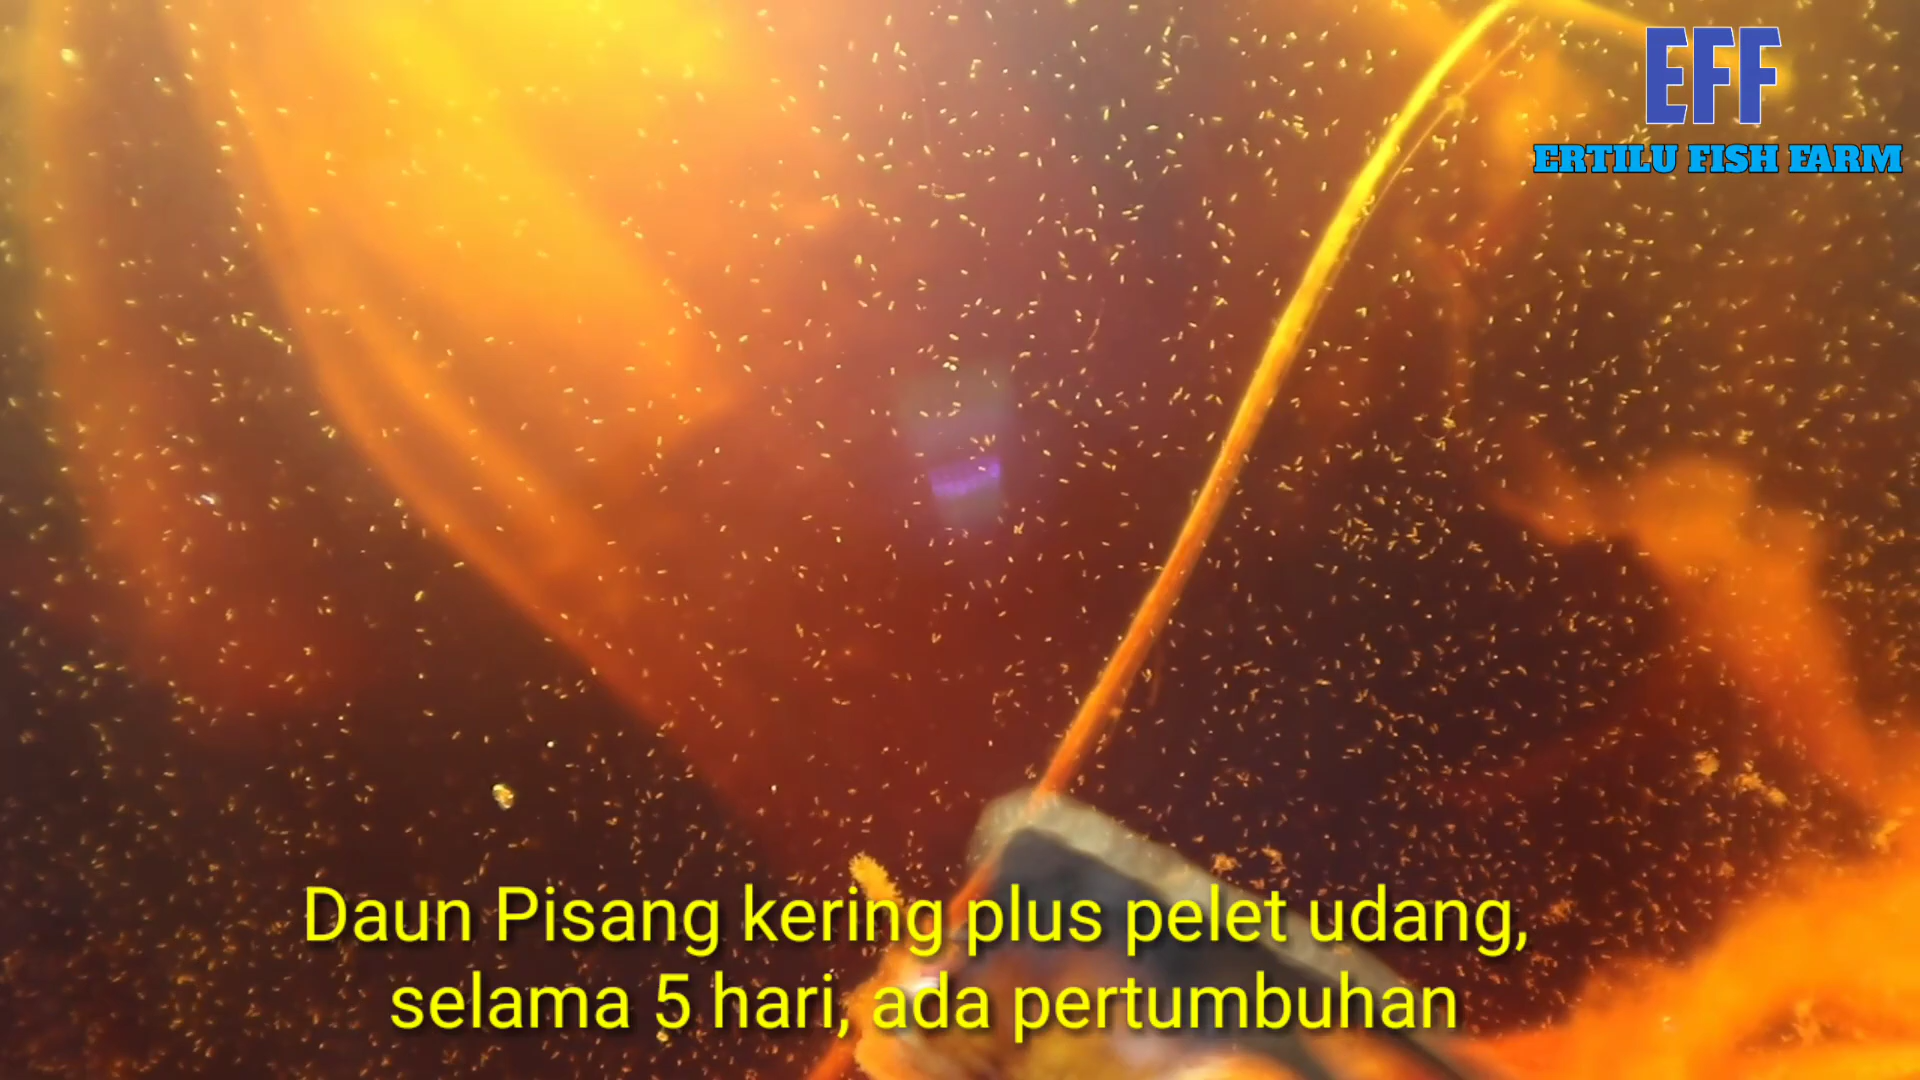 EFF
ERTILU FISH FARM
Daun Pisang kering plus pelet udang,
selama 5 hari, ada pertumbuhan